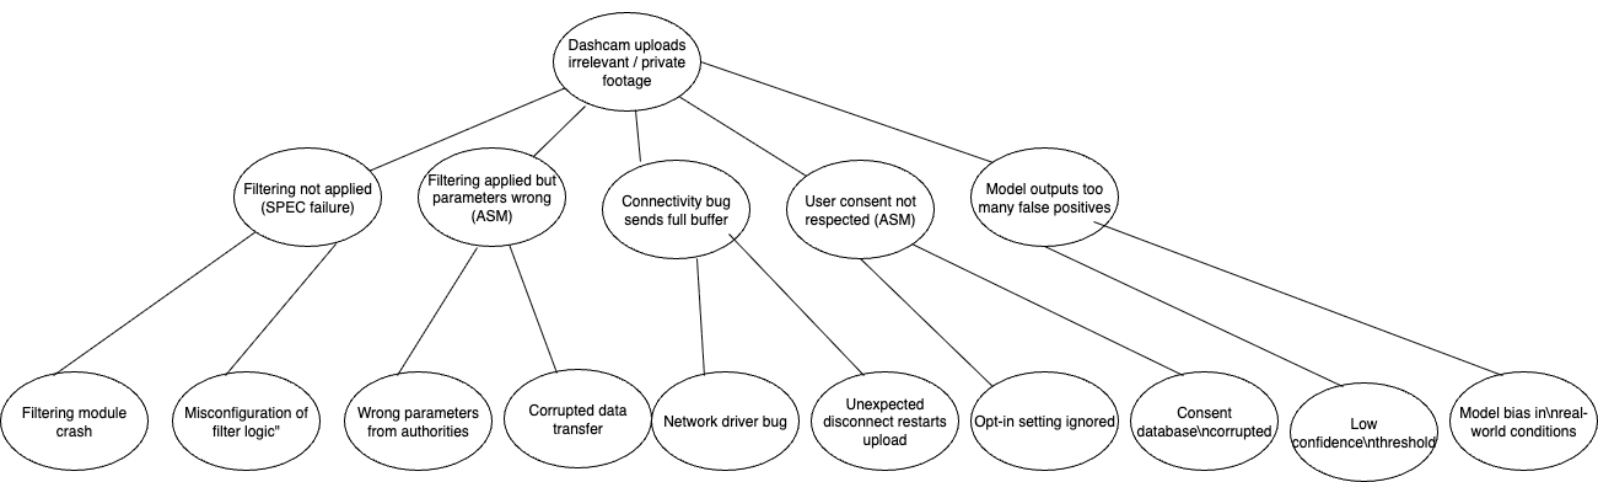 Dashcam uploads
irrelevant / private
footage
Filtering not applied
(SPEC failure)
Filtering applied but
parameters wrong
(ASM)
Connectivity bug
sends full buffer
User consent not
respected (ASM)
Model outputs too
many false positives
Filtering module
crash
Misconfiguration of
filter logic"
Wrong parameters
from authorities
Corrupted data
transfer
Network driver bug
Unexpected
disconnect restarts
upload
Opt-in setting ignored
Consent
database\ncorrupted
Low
confidence\nthreshold
Model bias in\nreal-
world conditions